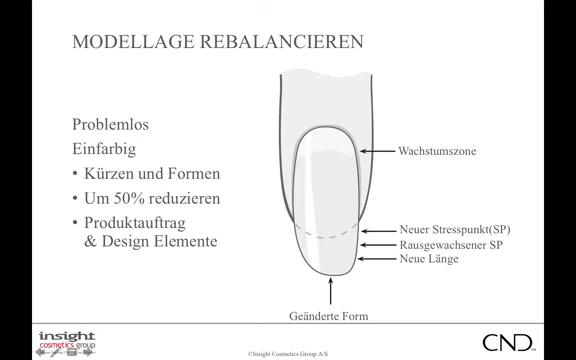 MODELLAGE REBALANCIEREN
Problemlos
Einfarbig
• Kürzen und Formen
• Um 50% reduzieren
• Produktauftrag
& Design Elemente
Wachstumszone
Neuer Stresspunkt(SP)
Rausgewachsener SP
Neue Länge
Geänderte Form
insight
cosmetics group
©Insight Cosmetics Group A/S
CND